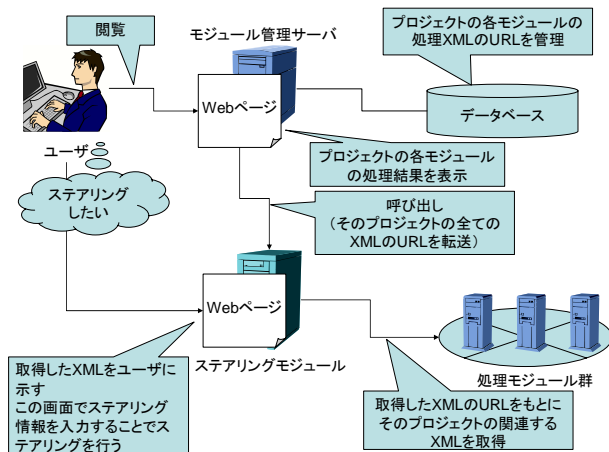 閲覧
モジュール管理サーバ
プロジェクトの各モジュールの
処理XMLのURLを管理
Webページ
データベース
ユーザ
プロジェクトの各モジュール
の処理結果を表示
ステアリング
したい
呼び出し
(そのプロジェクトの全ての
XMLのURLを転送)
Webページ
ステアリングモジュール
処理モジュール群
取得したXMLをユーザに
示す
この画面でステアリング
情報を入力することでス
テアリングを行う
取得したXMLのURLをもとに
そのプロジェクトの関連する
XMLを取得